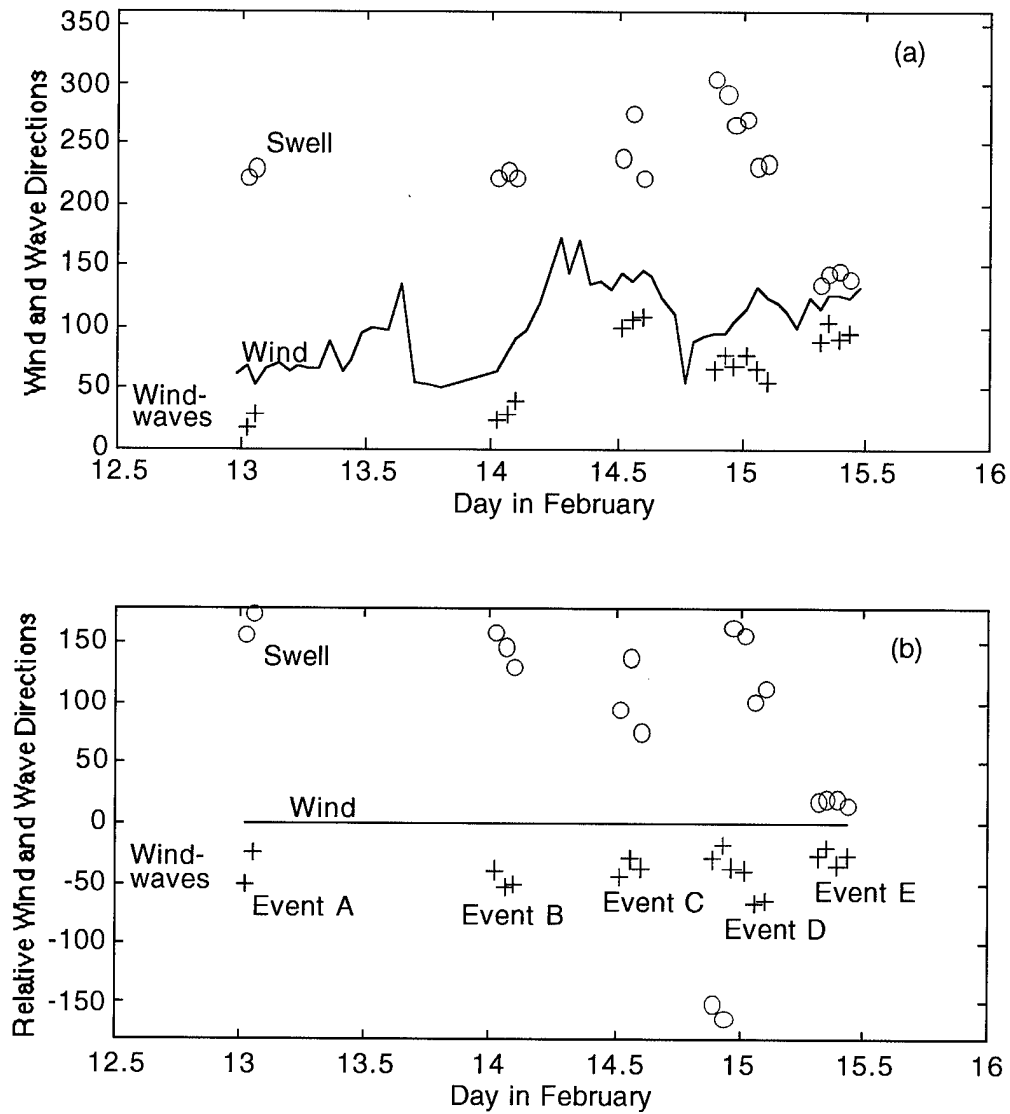 350
300
250
200
150
100
50
0
Wind and Wave Directions
(a)
Swell
Wind
Wind-
waves
12.5 13 13.5 14 14.5 15 15.5 16
Day in February
150
100
50
0
-50
-100
-150
Relative Wind and Wave Directions
(b)
Swell
Wind
Wind-
waves
Event A
Event B
Event C
Event D
Event E
12.5 13 13.5 14 14.5 15 15.5 16
Day in February